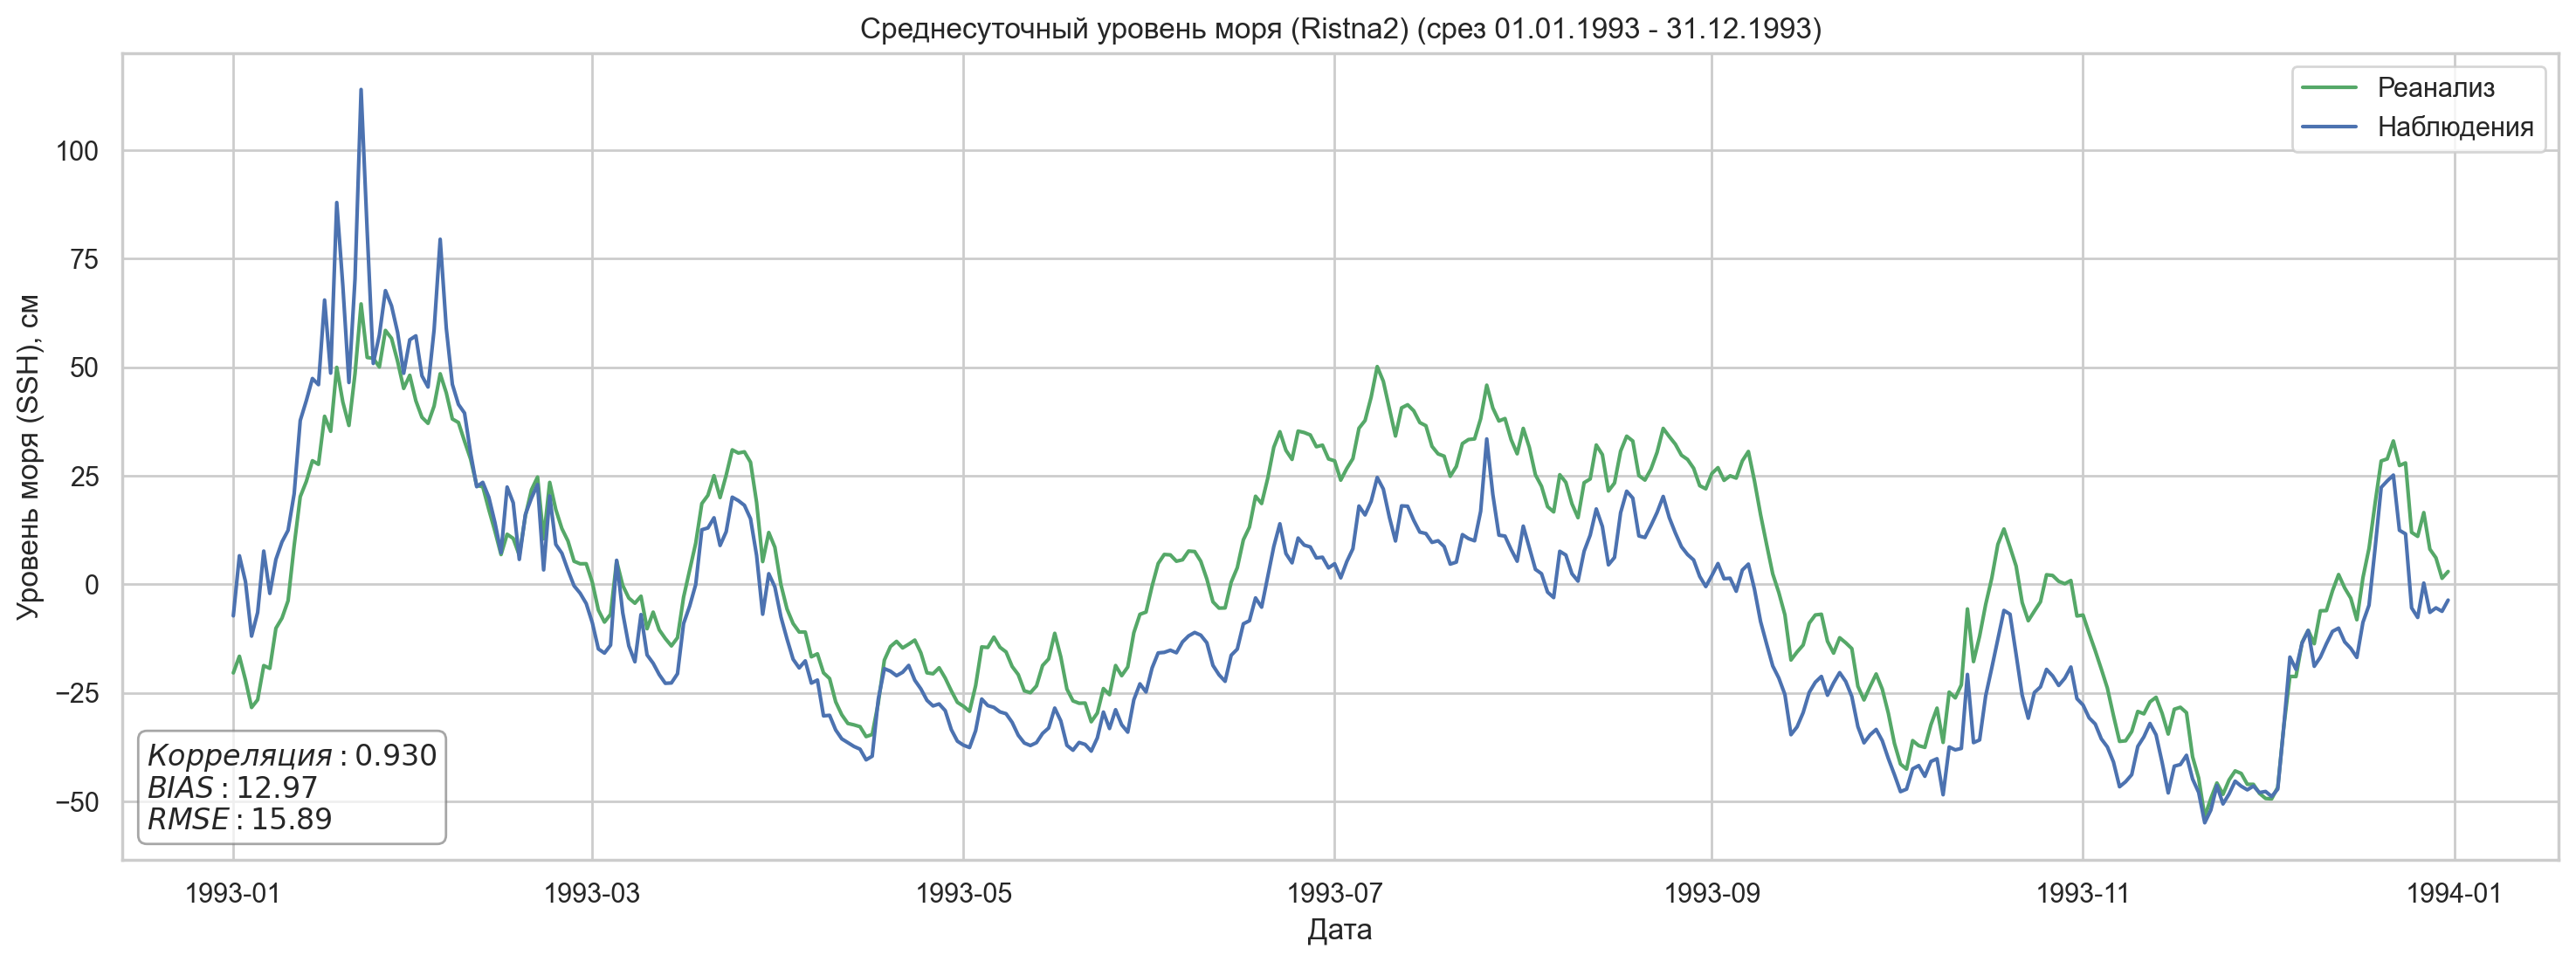 Среднесуточный уровень моря (Ristna2) (срез 01.01.1993 - 31.12.1993)
Реанализ
Наблюдения
Уровень моря (SSH), см
100
75
50
25
0
−25
−50
Корреляция : 0.930
BIAS : 12.97
RMSE : 15.89
1993-01 1993-03 1993-05 1993-07 1993-09 1993-11 1994-01
Дата